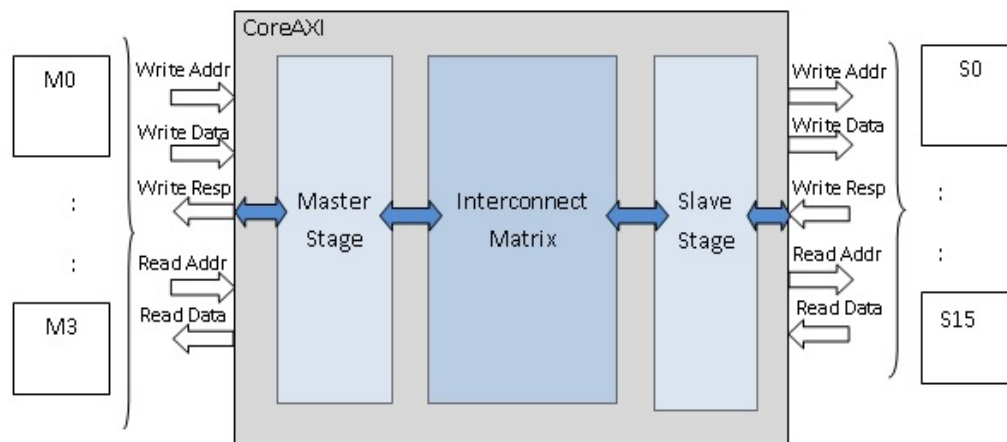 CoreAXI
M0
:
:
M3
Write Addr
Write Data
Write Resp
Read Addr
Read Data
Master
Stage
Interconnect
Matrix
Slave
Stage
Write Addr
Write Data
Write Resp
Read Addr
Read Data
S0
:
:
S15